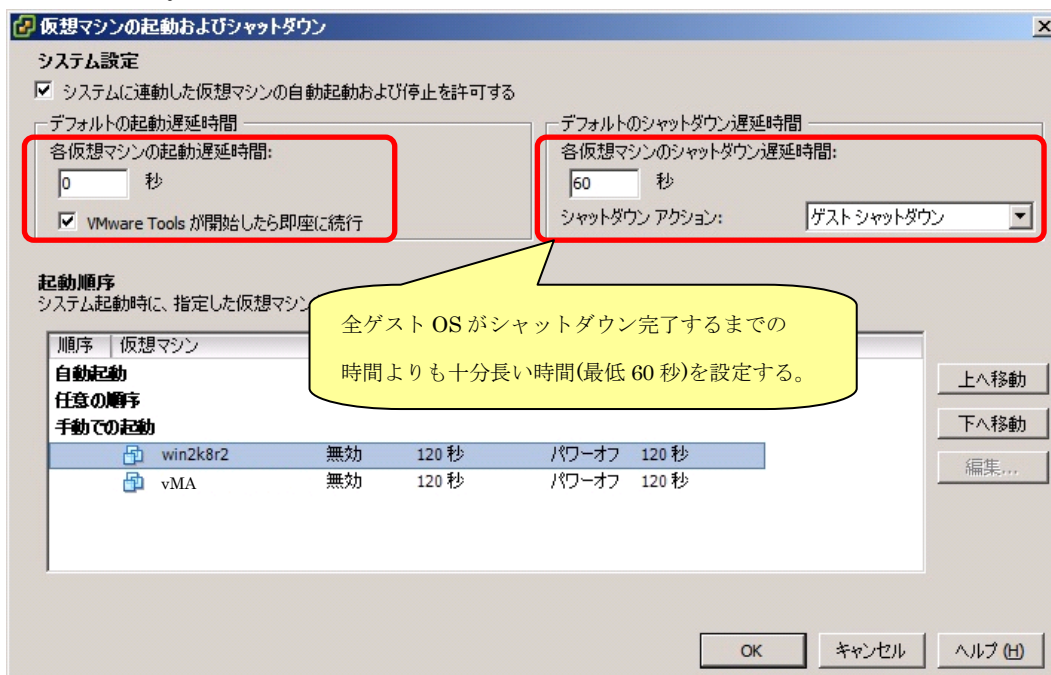 仮想マシンの起動およびシャットダウン
システム設定
システムに連動した仮想マシンの自動起動および停止を許可する
デフォルトの起動遅延時間
各仮想マシンの起動遅延時間:
0 秒
VMware Tools が開始したら即座に続行
デフォルトのシャットダウン遅延時間
各仮想マシンのシャットダウン遅延時間:
60 秒
シャットダウン アクション: ゲスト シャットダウン
起動順序
システム起動時に、指定した仮想マシン
全ゲスト OS がシャットダウン完了するまでの
時間よりも十分長い時間(最低 60 秒)を設定する。
順序 仮想マシン
自動起動
任意の順序
手動での起動
win2k8r2 無効 120 秒 パワーオフ 120 秒
vMA 無効 120 秒 パワーオフ 120 秒
上へ移動
下へ移動
編集...
OK キャンセル ヘルプ (H)